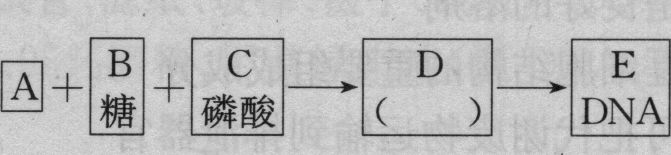 A + B 糖 + C 磷酸 → D (    ) → E DNA